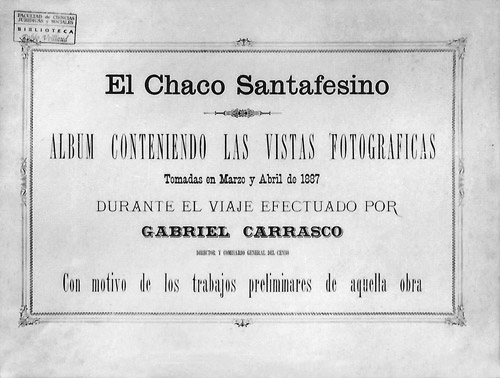 FACULTAD de CIENCIAS
JURIDICAS y SOCIALES
BIBLIOTECA
El Chaco Santafesino
ALBUM CONTENIENDO LAS VISTAS FOTOGRAFICAS
Tomadas en Marzo y Abril de 1887
DURANTE EL VIAJE EFECTUADO POR
GABRIEL CARRASCO
DIRECTOR Y COMISARIO GENERAL DEL CENSO
Con motivo de los trabajos preliminares de aquella obra